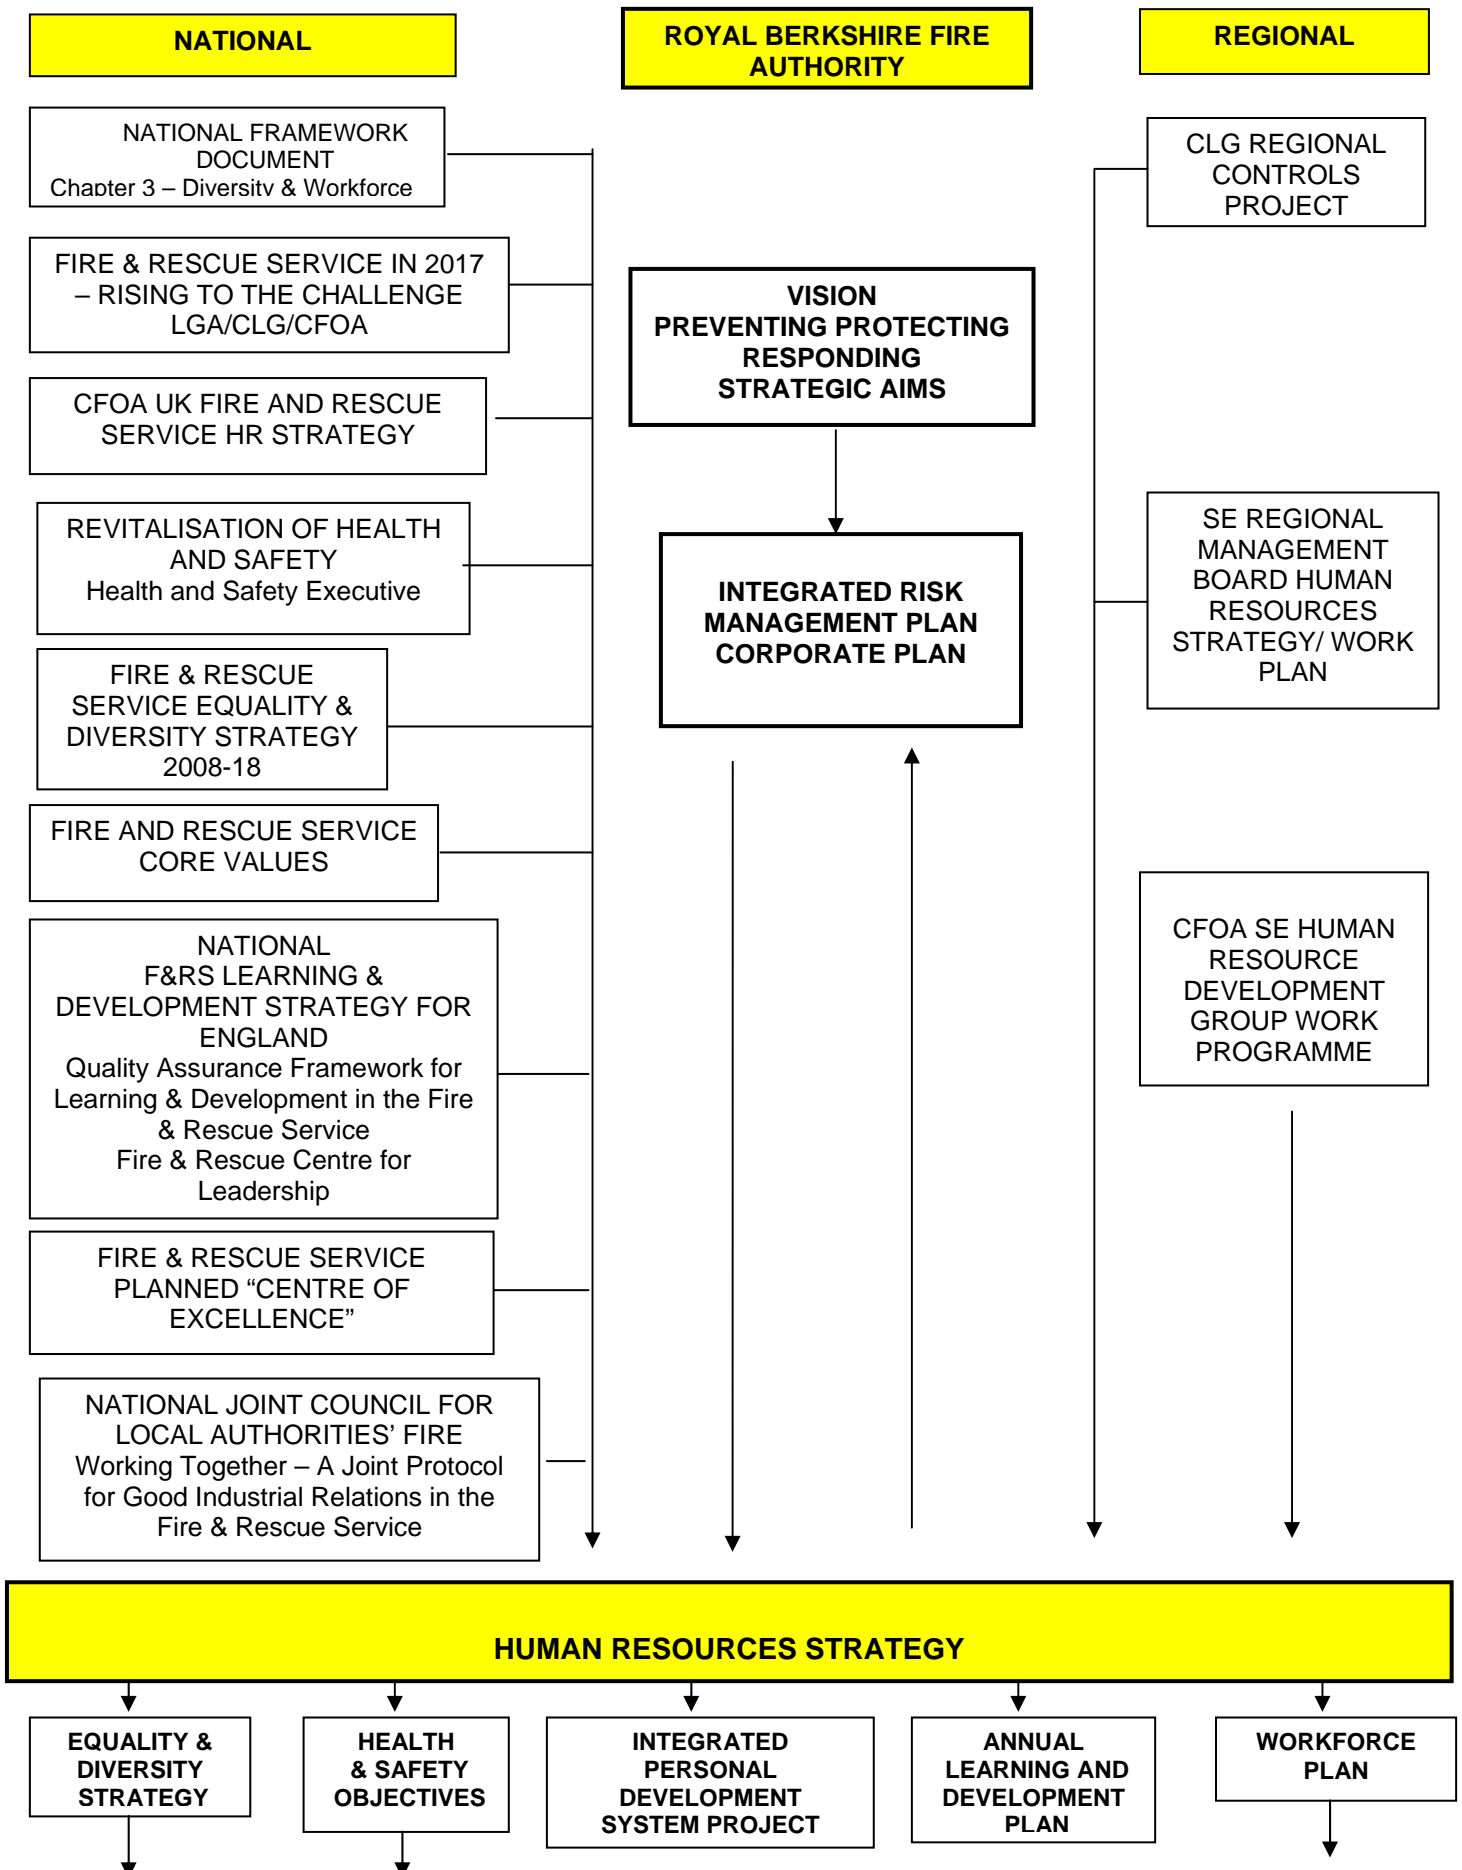 NATIONAL
ROYAL BERKSHIRE FIRE
AUTHORITY
REGIONAL
NATIONAL FRAMEWORK
DOCUMENT
Chapter 3 – Diversity & Workforce
FIRE & RESCUE SERVICE IN 2017
– RISING TO THE CHALLENGE
LGA/CLG/CFOA
CFOA UK FIRE AND RESCUE
SERVICE HR STRATEGY
REVITALISATION OF HEALTH
AND SAFETY
Health and Safety Executive
FIRE & RESCUE
SERVICE EQUALITY &
DIVERSITY STRATEGY
2008-18
FIRE AND RESCUE SERVICE
CORE VALUES
NATIONAL
F&RS LEARNING &
DEVELOPMENT STRATEGY FOR
ENGLAND
Quality Assurance Framework for
Learning & Development in the Fire
& Rescue Service
Fire & Rescue Centre for
Leadership
FIRE & RESCUE SERVICE
PLANNED “CENTRE OF
EXCELLENCE”
NATIONAL JOINT COUNCIL FOR
LOCAL AUTHORITIES’ FIRE
Working Together – A Joint Protocol
for Good Industrial Relations in the
Fire & Rescue Service
VISION
PREVENTING PROTECTING
RESPONDING
STRATEGIC AIMS
INTEGRATED RISK
MANAGEMENT PLAN
CORPORATE PLAN
CLG REGIONAL
CONTROLS
PROJECT
SE REGIONAL
MANAGEMENT
BOARD HUMAN
RESOURCES
STRATEGY/ WORK
PLAN
CFOA SE HUMAN
RESOURCE
DEVELOPMENT
GROUP WORK
PROGRAMME
HUMAN RESOURCES STRATEGY
EQUALITY &
DIVERSITY
STRATEGY
HEALTH
& SAFETY
OBJECTIVES
INTEGRATED
PERSONAL
DEVELOPMENT
SYSTEM PROJECT
ANNUAL
LEARNING AND
DEVELOPMENT
PLAN
WORKFORCE
PLAN